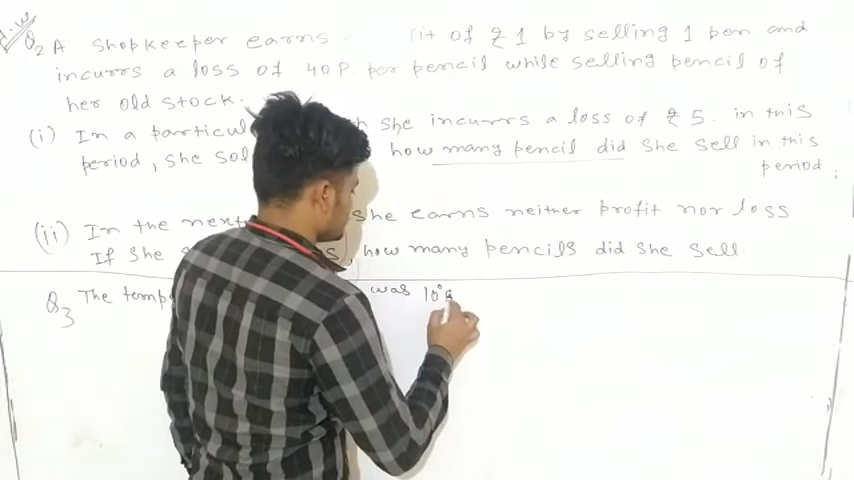 H.W
Q2 A shopkeeper earns (it of ₹1 by selling 1 pen and
incurrs a loss of 40 P. per pencil while selling pencil of
her old stock.
(i) In a particul she incurrs a loss of ₹5. in this
period, she sol how many pencil did she sell in this
period.
(ii) In the next she earns neither profit nor loss
If she s, how many pencils did she sell
Q3 The temp was 10°